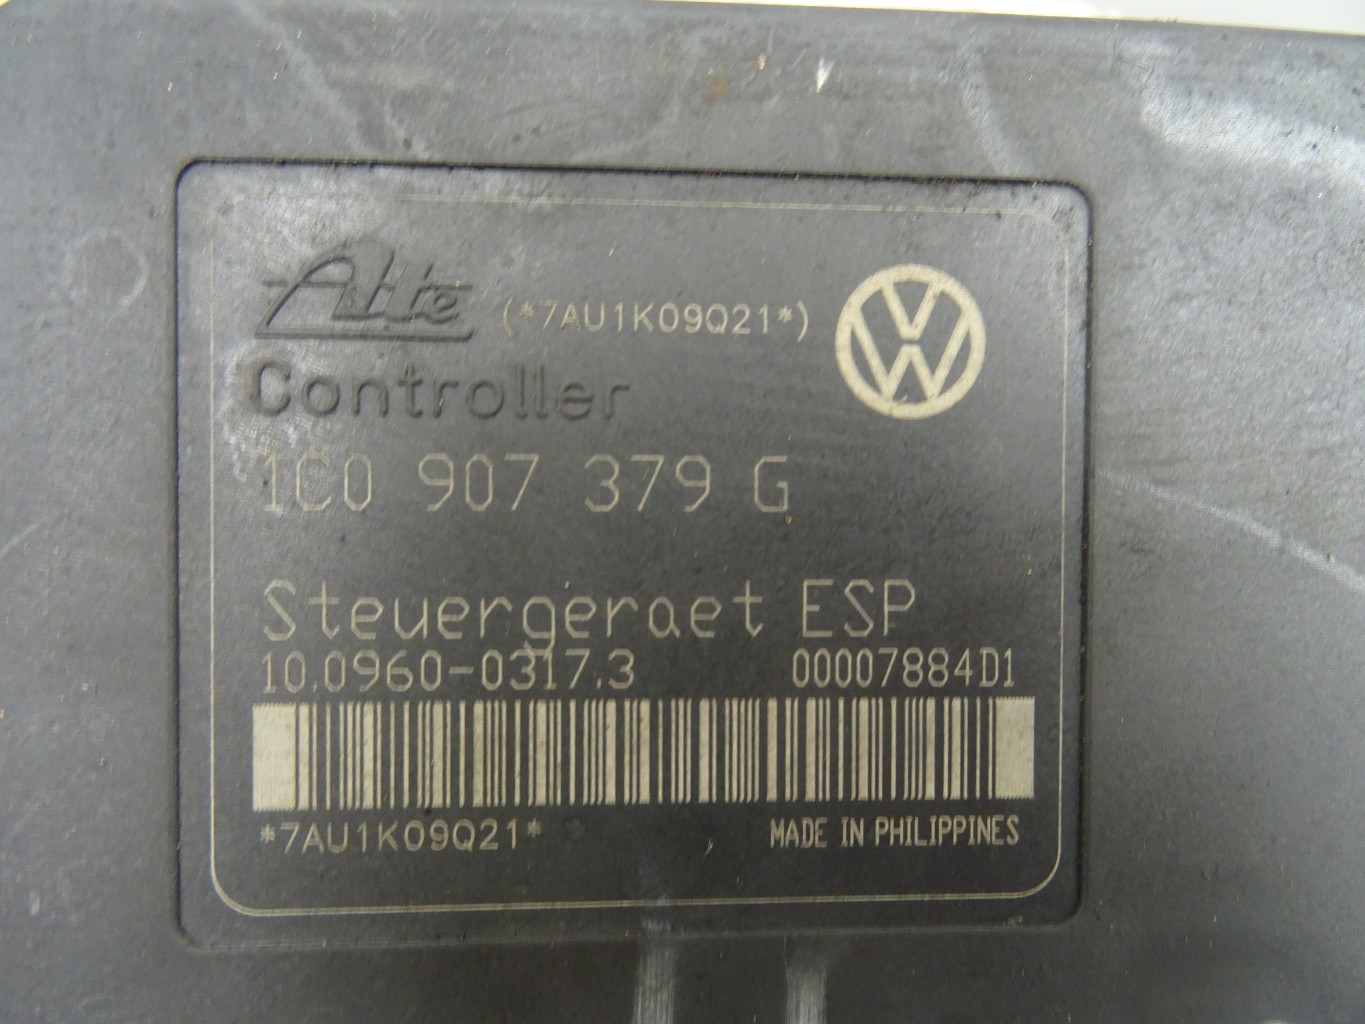 Ate (*7AU1K09Q21*)
Controller
1C0 907 379 G
Steuergeraet ESP
10.0960-0317.3 00007884D1
*7AU1K09Q21* MADE IN PHILIPPINES